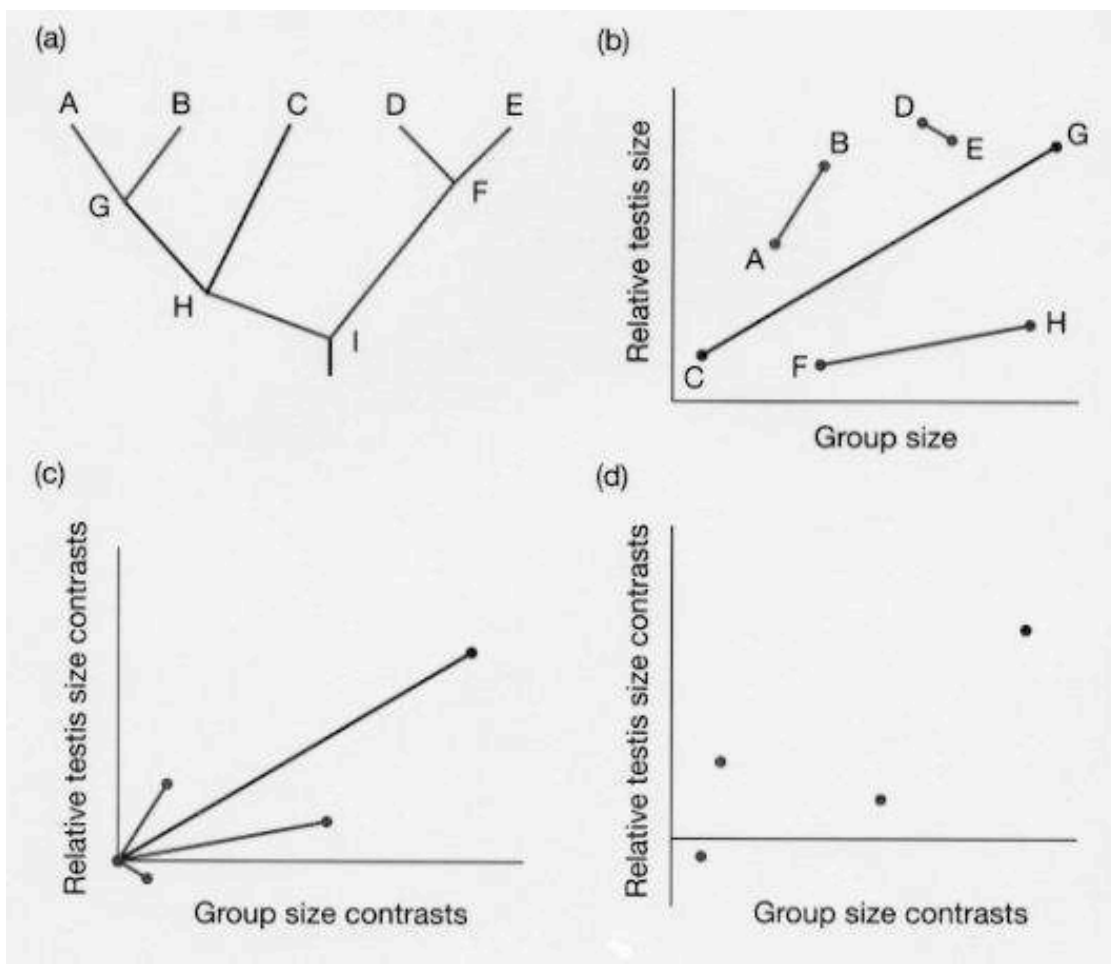 (a)
A
B
C
D
E
G
F
H
I
(b)
Relative testis size
D
E
G
B
A
C
F
H
Group size
(c)
Relative testis size contrasts
Group size contrasts
(d)
Relative testis size contrasts
Group size contrasts